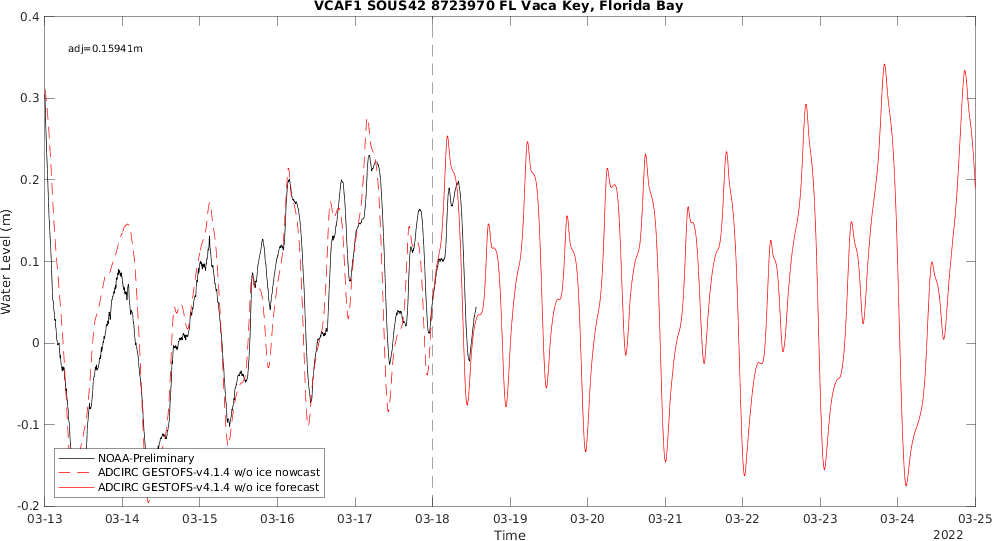 VCAF1 SOUS42 8723970 FL Vaca Key, Florida Bay
adj=0.15941m
Water Level (m)
0.4
0.3
0.2
0.1
0
-0.1
-0.2
NOAA-Preliminary
ADCIRC GESTOFS-v4.1.4 w/o ice nowcast
ADCIRC GESTOFS-v4.1.4 w/o ice forecast
03-13 03-14 03-15 03-16 03-17 03-18 03-19 03-20 03-21 03-22 03-23 03-24 03-25
Time
2022